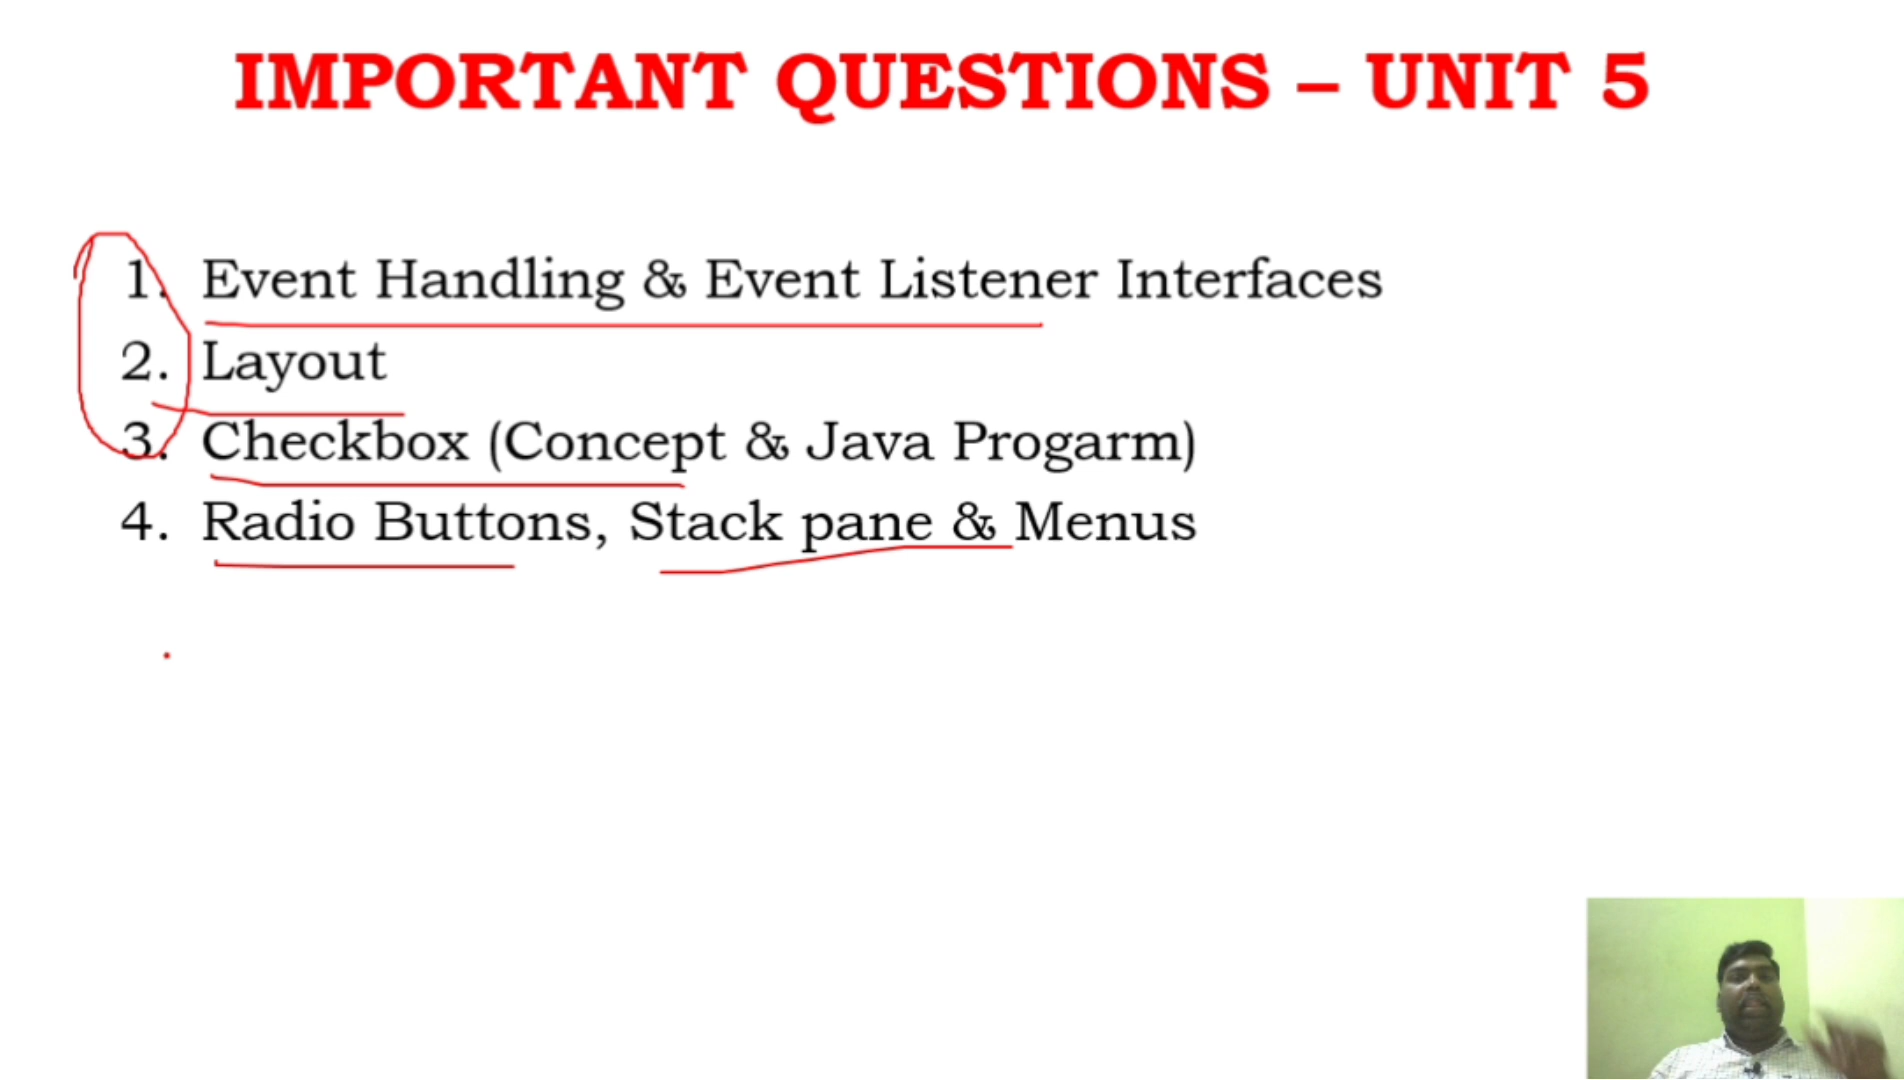 IMPORTANT QUESTIONS – UNIT 5
1. Event Handling & Event Listener Interfaces
2. Layout
3. Checkbox (Concept & Java Progarm)
4. Radio Buttons, Stack pane & Menus